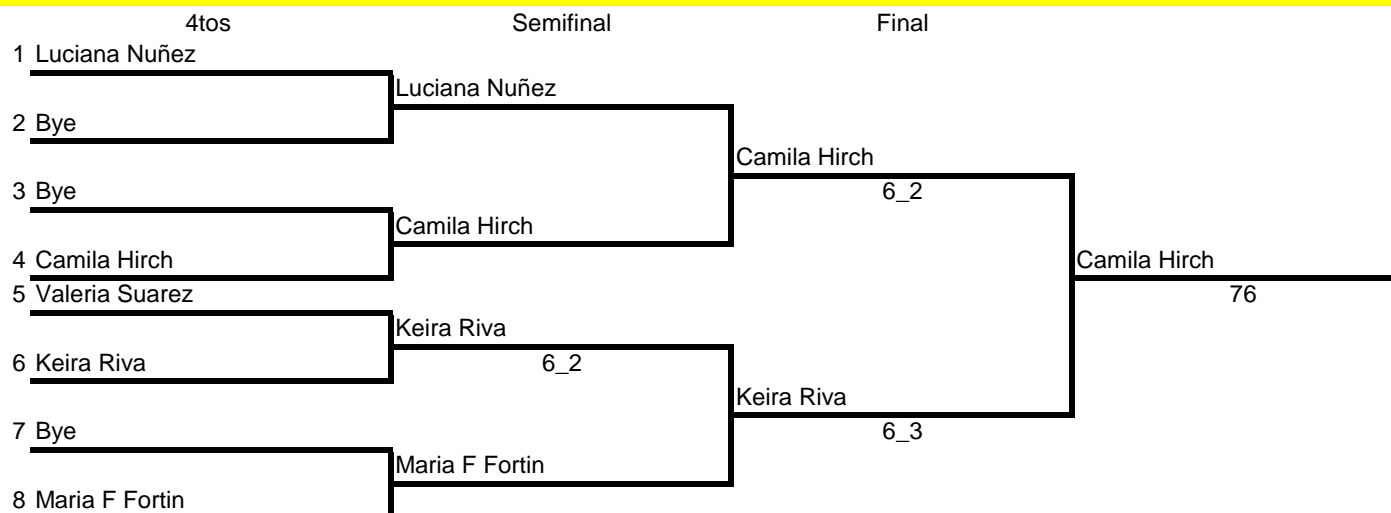 4tos Semifinal Final
1 Luciana Nuñez
Luciana Nuñez
2 Bye
Camila Hirch
3 Bye
6_2
Camila Hirch
4 Camila Hirch
Camila Hirch
5 Valeria Suarez
76
Keira Riva
6 Keira Riva
6_2
Keira Riva
7 Bye
6_3
Maria F Fortin
8 Maria F Fortin